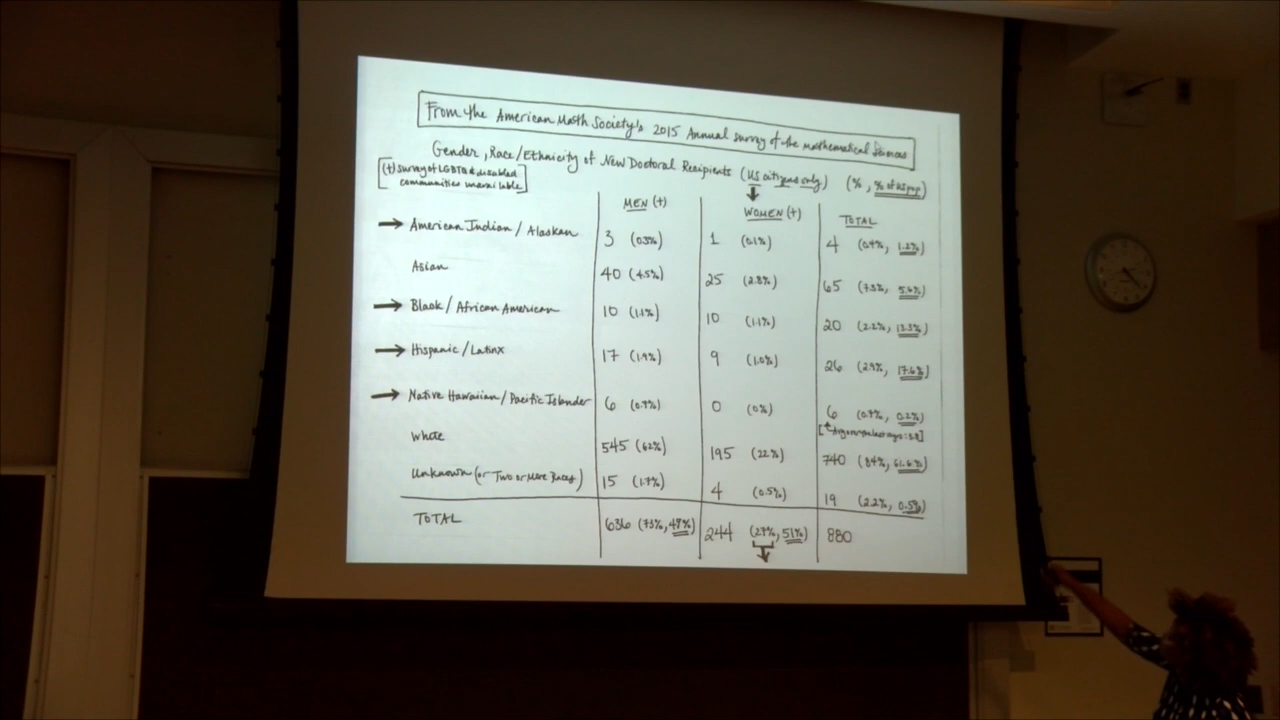 From the American Math Society's 2015 Annual Survey of the Mathematical Sciences
Gender, Race/Ethnicity of New Doctoral Recipients (US citizens only) (%, % of US pop)
[(+) survey of LGBTQ & disabled
communities unavailable]
MEN (+) WOMEN (+) TOTAL
→ American Indian / Alaskan 3 (0.3%) 1 (0.1%) 4 (0.4%, 1.2%)
Asian 40 (4.5%) 25 (2.8%) 65 (7.3%, 5.6%)
→ Black / African American 10 (1.1%) 10 (1.1%) 20 (2.2%, 13.3%)
→ Hispanic / Latinx 17 (1.9%) 9 (1.0%) 26 (2.9%, 17.6%)
→ Native Hawaiian / Pacific Islander 6 (0.7%) 0 (0%) 6 (0.7%, 0.2%)
White 545 (62%) 195 (22%) 740 (84%, 61.6%)
Unknown (or Two or More Races) 15 (1.7%) 4 (0.5%) 19 (2.2%, 0.5%)
TOTAL 636 (73%, 49%) 244 (27%, 51%) 880